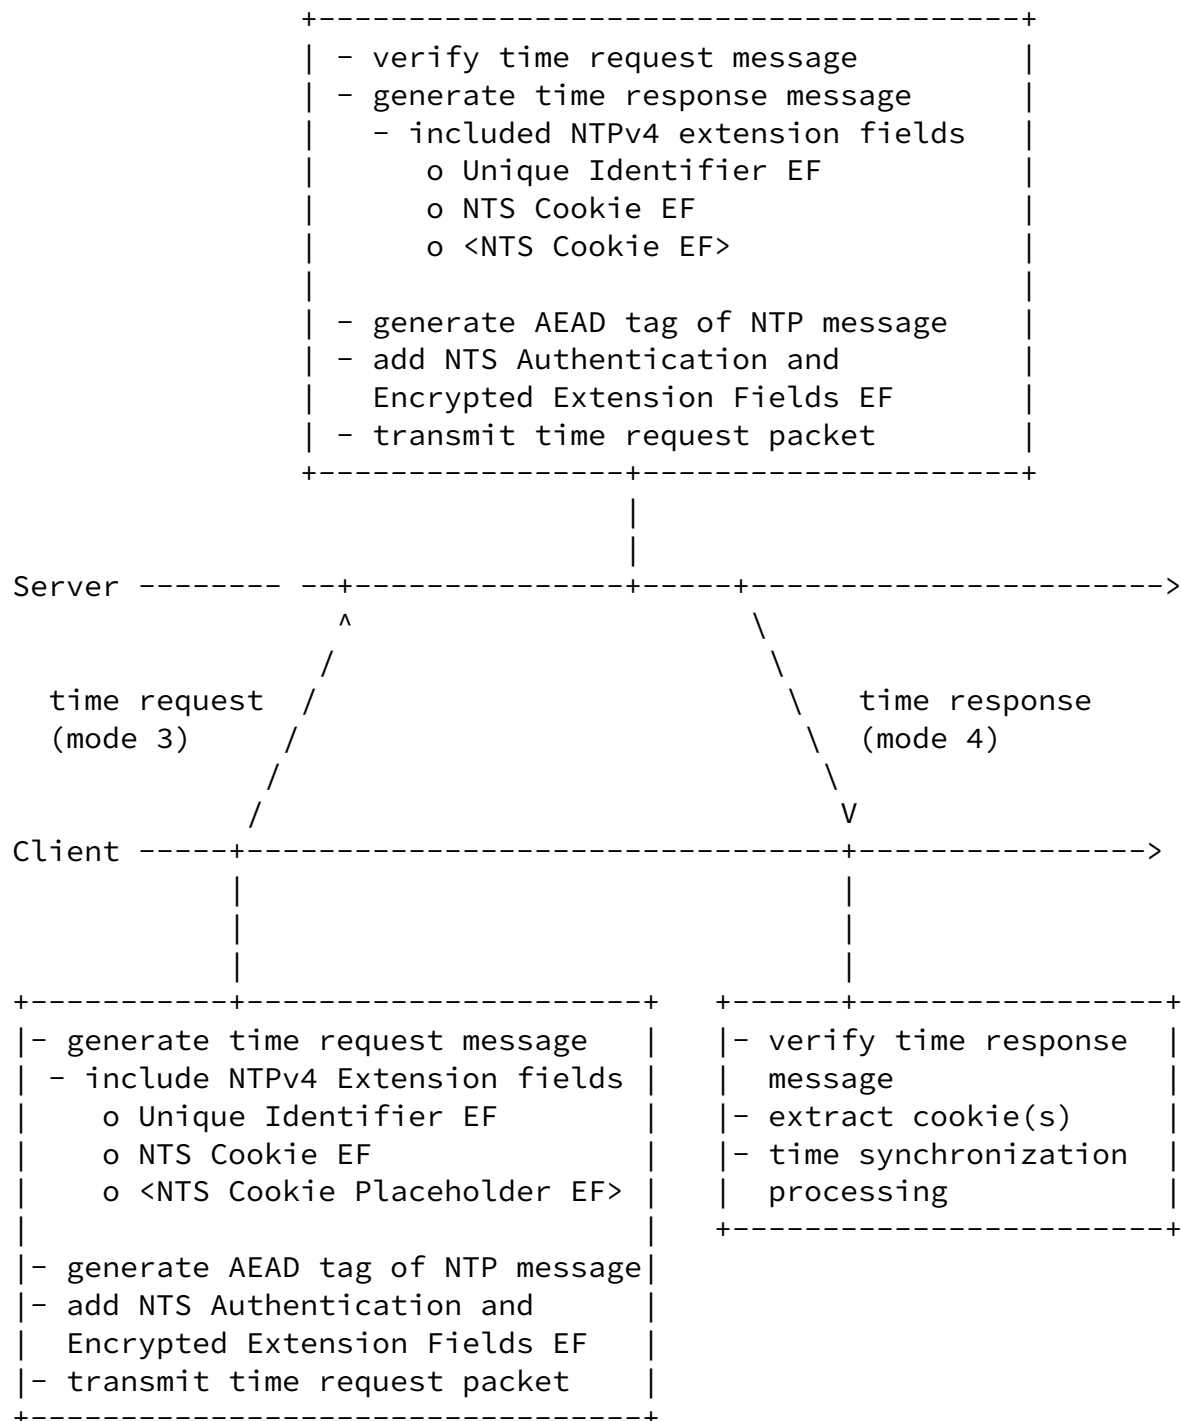 - verify time request message
- generate time response message
- included NTPv4 extension fields
o Unique Identifier EF
o NTS Cookie EF
o <NTS Cookie EF>
- generate AEAD tag of NTP message
- add NTS Authentication and
Encrypted Extension Fields EF
- transmit time request packet
Server
time request
(mode 3)
time response
(mode 4)
Client
- generate time request message
- include NTPv4 Extension fields
o Unique Identifier EF
o NTS Cookie EF
o <NTS Cookie Placeholder EF>
- generate AEAD tag of NTP message
- add NTS Authentication and
Encrypted Extension Fields EF
- transmit time request packet
- verify time response
message
- extract cookie(s)
- time synchronization
processing